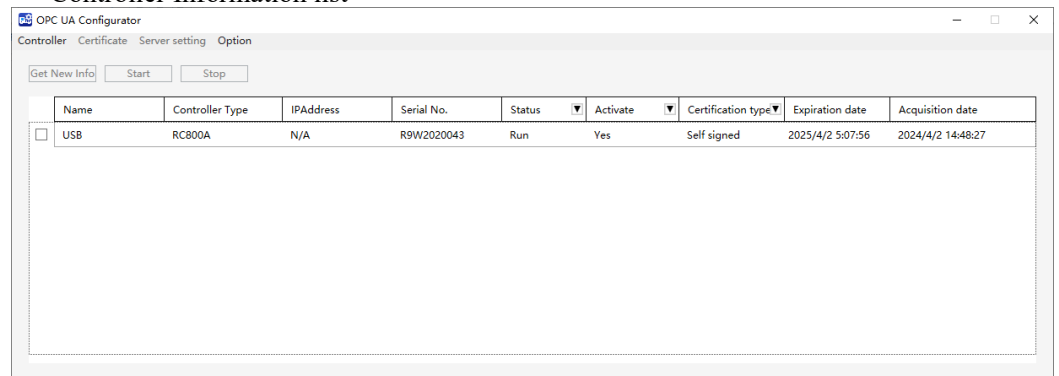 Controller Information list
OPC UA Configurator
Controller Certificate Server setting Option
Get New Info Start Stop
Name Controller Type IPAddress Serial No. Status Activate Certification type Expiration date Acquisition date
USB RC800A N/A R9W2020043 Run Yes Self signed 2025/4/2 5:07:56 2024/4/2 14:48:27